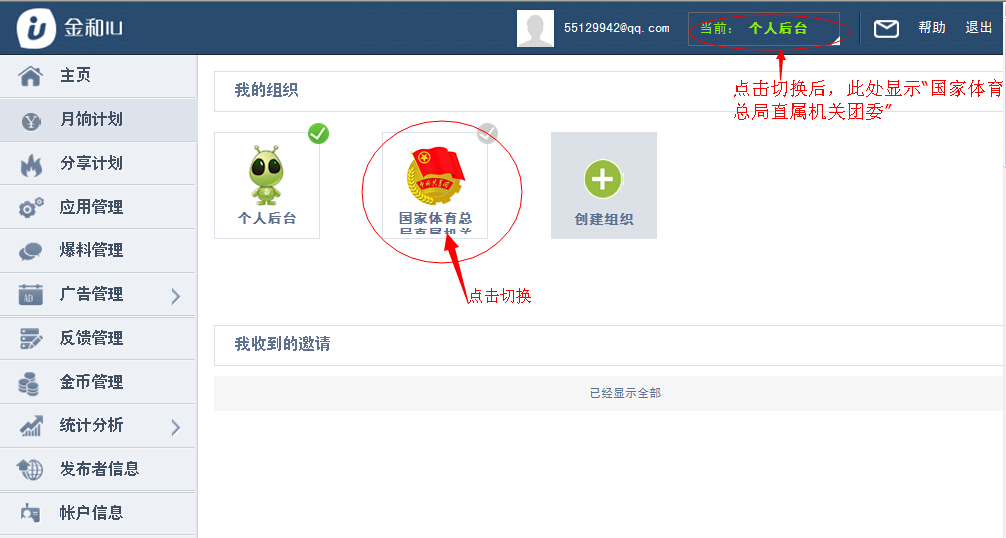 金和iU
55129942@qq.com
当前： 个人后台
帮助
退出
点击切换后，此处显示“国家体育
总局直属机关团委”
主页
月饷计划
分享计划
应用管理
爆料管理
广告管理
反馈管理
金币管理
统计分析
发布者信息
帐户信息
我的组织
个人后台
国家体育总
局直属机关
创建组织
点击切换
我收到的邀请
已经显示全部